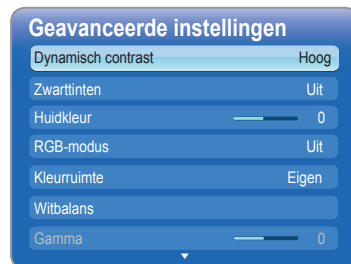 Geavanceerde instellingen
Dynamisch contrast Hoog
Zwarttinten Uit
Huidkleur 0
RGB-modus Uit
Kleurruimte Eigen
Witbalans
Gamma 0